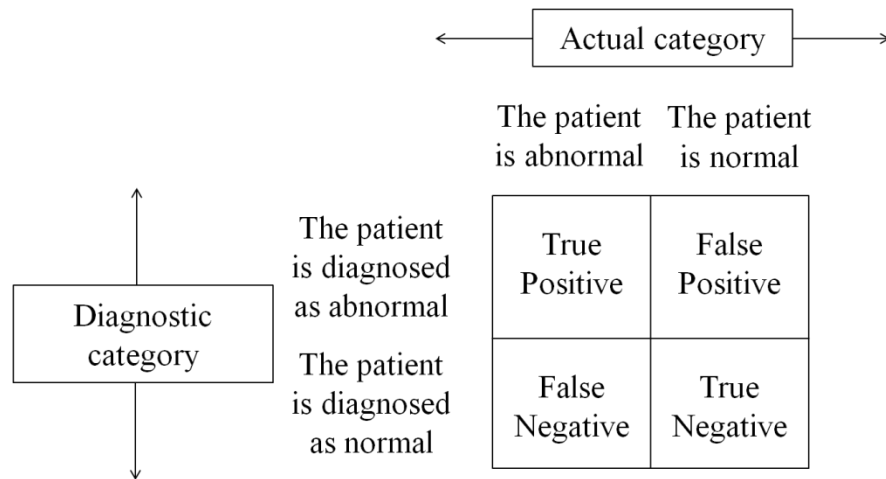 Actual category
The patient
is abnormal
The patient
is normal
The patient
is diagnosed
as abnormal
True
Positive
False
Positive
Diagnostic
category
The patient
is diagnosed
as normal
False
Negative
True
Negative